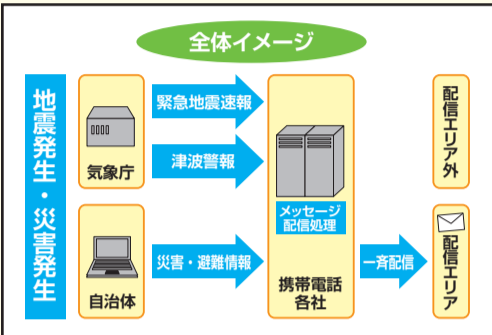 全体イメージ
地震発生・災害発生
気象庁
緊急地震速報
津波警報
自治体
災害・避難情報
メッセージ
配信処理
携帯電話
各社
一斉配信
配信エリア外
配信エリア